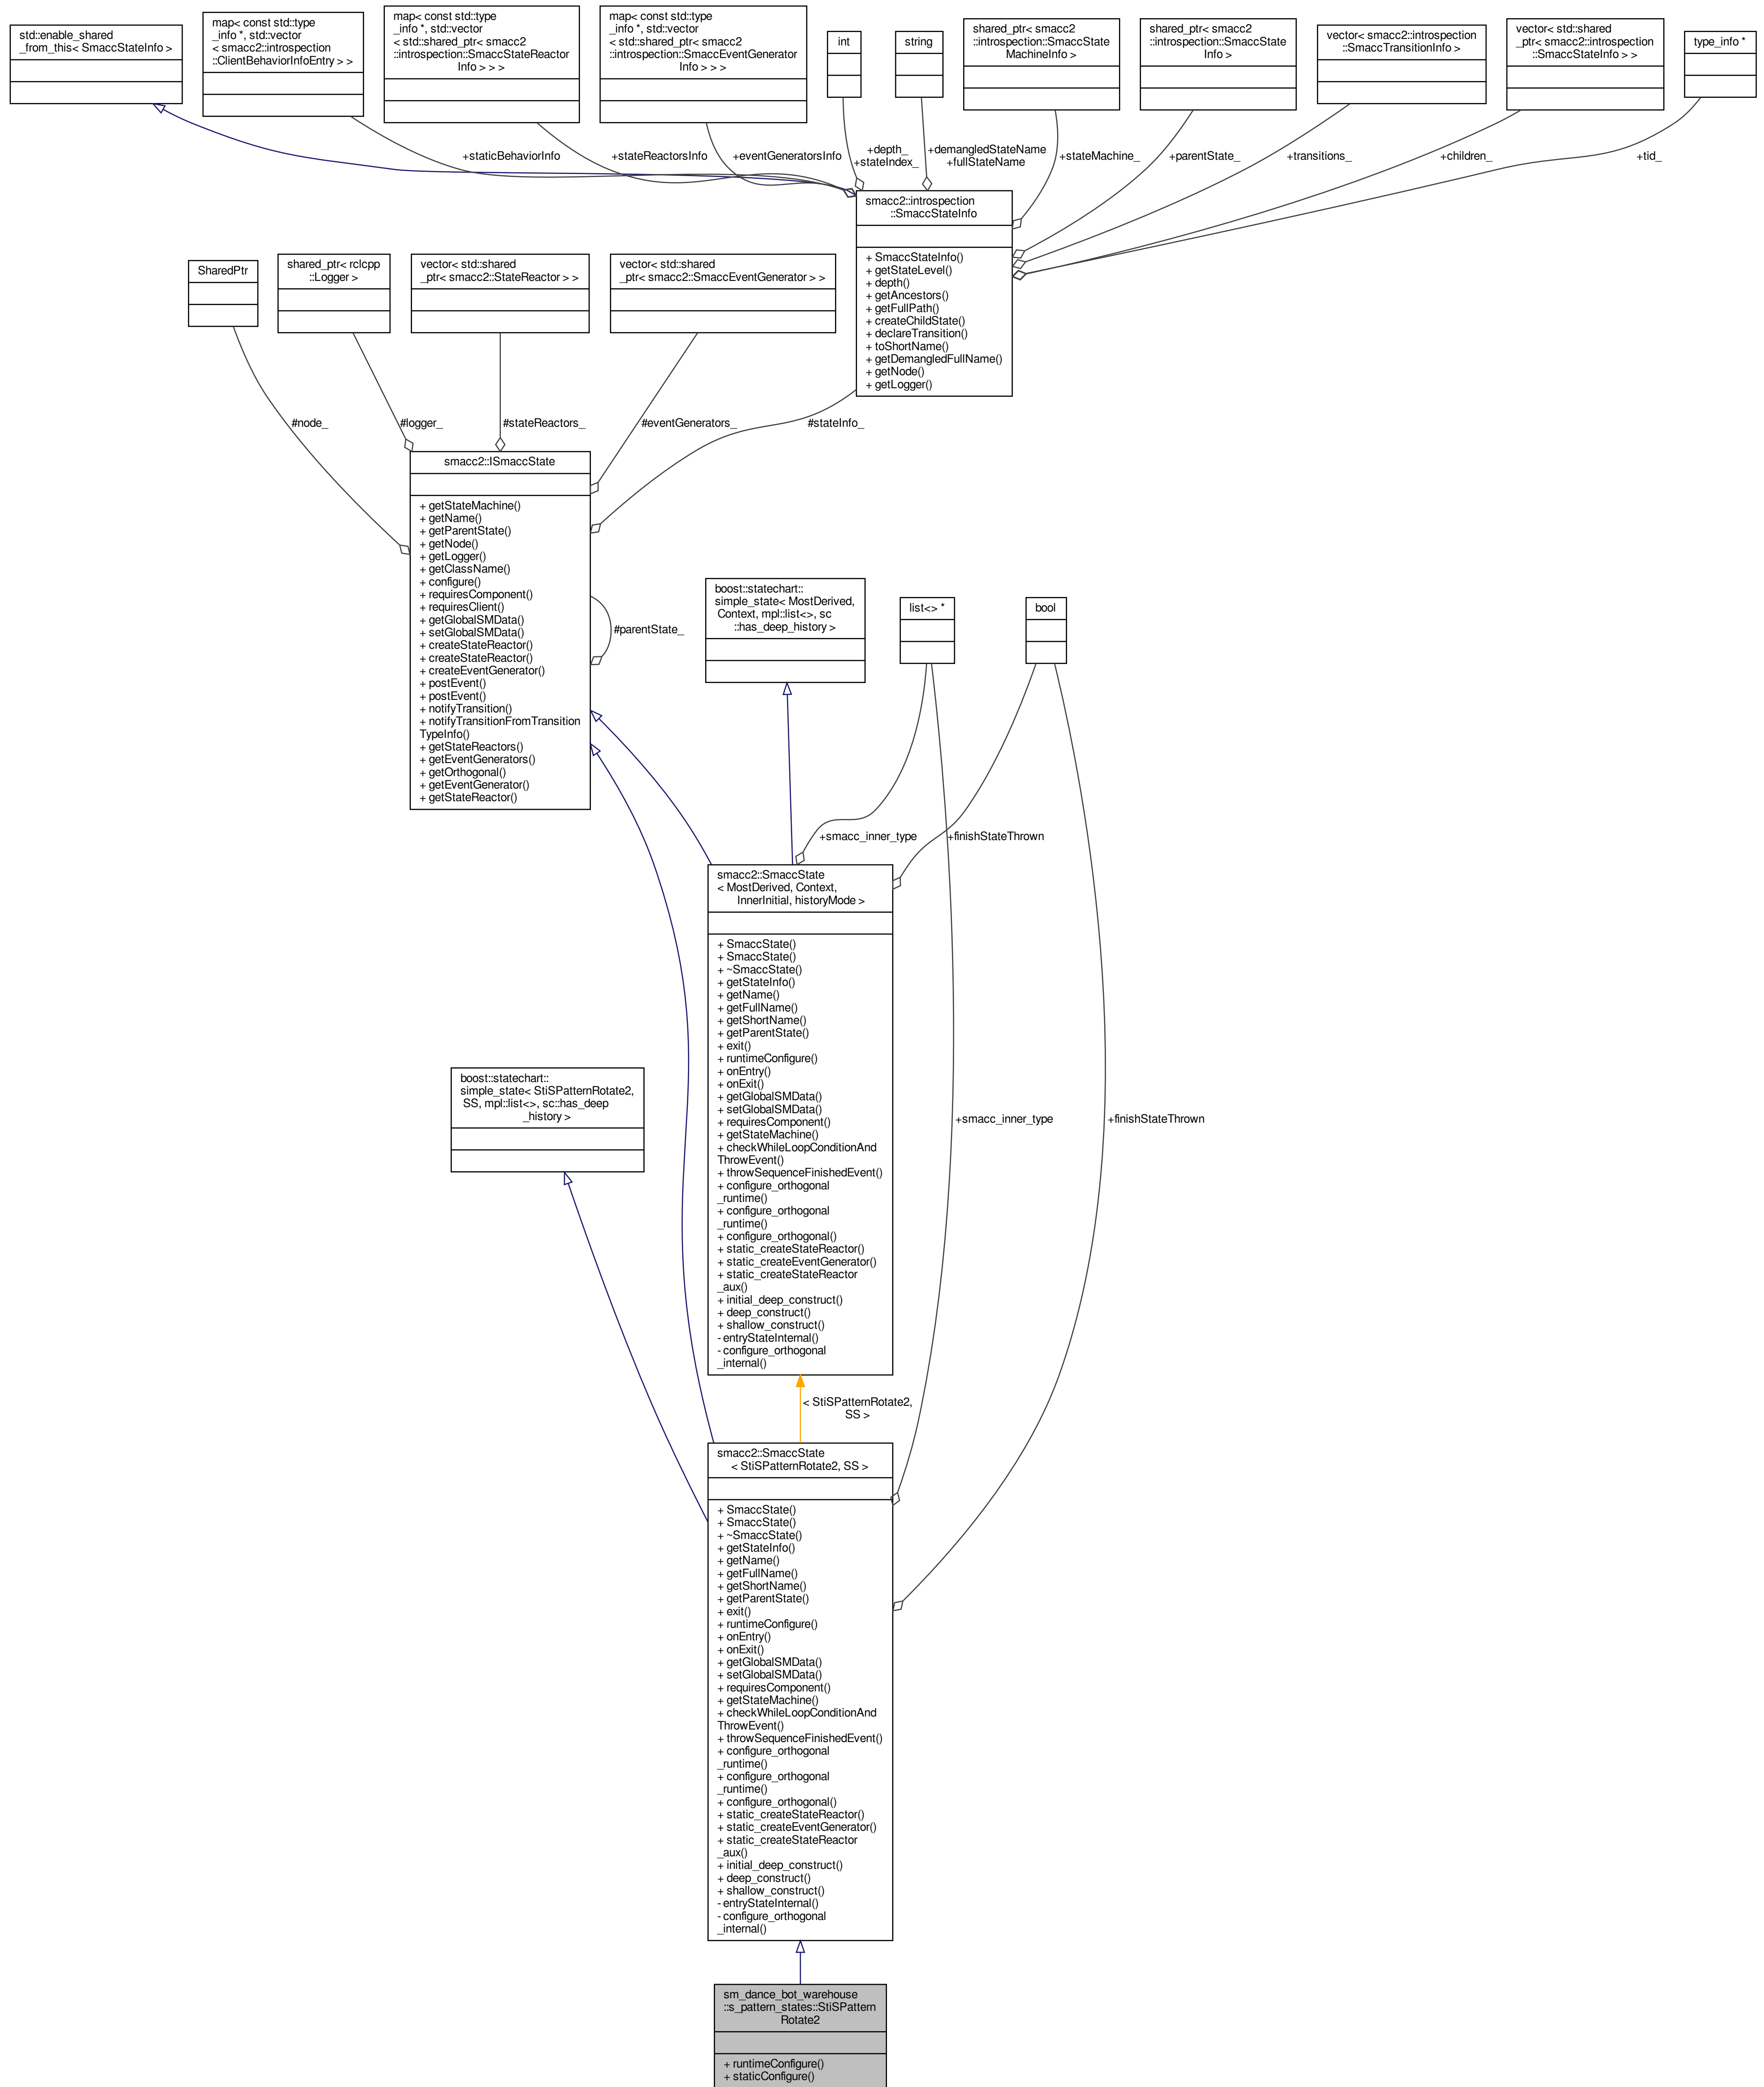 std::enable_shared
_from_this< SmaccStateInfo >
map< const std::type
_info *, std::vector
< smacc2::introspection
::ClientBehaviorInfoEntry > >
map< const std::type
_info *, std::vector
< std::shared_ptr< smacc2
::introspection::SmaccStateReactor
Info > > >
map< const std::type
_info *, std::vector
< std::shared_ptr< smacc2
::introspection::SmaccEventGenerator
Info > > >
int
string
shared_ptr< smacc2
::introspection::SmaccState
MachineInfo >
shared_ptr< smacc2
::introspection::SmaccState
Info >
vector< smacc2::introspection
::SmaccTransitionInfo >
vector< std::shared
_ptr< smacc2::introspection
::SmaccStateInfo > >
type_info *
+staticBehaviorInfo
+stateReactorsInfo
+eventGeneratorsInfo
+depth_
+stateIndex_
+demangledStateName
+fullStateName
+stateMachine_
+parentState_
+transitions_
+children_
+tid_
smacc2::introspection
::SmaccStateInfo
+ SmaccStateInfo()
+ getStateLevel()
+ depth()
+ getAncestors()
+ getFullPath()
+ createChildState()
+ declareTransition()
+ toShortName()
+ getDemangledFullName()
+ getNode()
+ getLogger()
SharedPtr
shared_ptr< rclcpp
::Logger >
vector< std::shared
_ptr< smacc2::StateReactor > >
vector< std::shared
_ptr< smacc2::SmaccEventGenerator > >
#node_
#logger_
#stateReactors_
#eventGenerators_
#stateInfo_
smacc2::ISmaccState
+ getStateMachine()
+ getName()
+ getParentState()
+ getNode()
+ getLogger()
+ getClassName()
+ configure()
+ requiresComponent()
+ requiresClient()
+ getGlobalSMData()
+ setGlobalSMData()
+ createStateReactor()
+ createStateReactor()
+ createEventGenerator()
+ postEvent()
+ postEvent()
+ notifyTransition()
+ notifyTransitionFromTransition
TypeInfo()
+ getStateReactors()
+ getEventGenerators()
+ getOrthogonal()
+ getEventGenerator()
+ getStateReactor()
#parentState_
boost::statechart::
simple_state< MostDerived,
Context, mpl::list<>, sc
::has_deep_history >
list<> *
bool
+smacc_inner_type
+finishStateThrown
smacc2::SmaccState
< MostDerived, Context,
InnerInitial, historyMode >
+ SmaccState()
+ SmaccState()
+ ~SmaccState()
+ getStateInfo()
+ getName()
+ getFullName()
+ getShortName()
+ getParentState()
+ exit()
+ runtimeConfigure()
+ onEntry()
+ onExit()
+ getGlobalSMData()
+ setGlobalSMData()
+ requiresComponent()
+ getStateMachine()
+ checkWhileLoopConditionAnd
ThrowEvent()
+ throwSequenceFinishedEvent()
+ configure_orthogonal
_runtime()
+ configure_orthogonal
_runtime()
+ configure_orthogonal()
+ static_createStateReactor()
+ static_createEventGenerator()
+ static_createStateReactor
_aux()
+ initial_deep_construct()
+ deep_construct()
+ shallow_construct()
- entryStateInternal()
- configure_orthogonal
_internal()
boost::statechart::
simple_state< StiSPatternRotate2,
SS, mpl::list<>, sc::has_deep
_history >
+smacc_inner_type
+finishStateThrown
< StiSPatternRotate2,
SS >
smacc2::SmaccState
< StiSPatternRotate2, SS >
+ SmaccState()
+ SmaccState()
+ ~SmaccState()
+ getStateInfo()
+ getName()
+ getFullName()
+ getShortName()
+ getParentState()
+ exit()
+ runtimeConfigure()
+ onEntry()
+ onExit()
+ getGlobalSMData()
+ setGlobalSMData()
+ requiresComponent()
+ getStateMachine()
+ checkWhileLoopConditionAnd
ThrowEvent()
+ throwSequenceFinishedEvent()
+ configure_orthogonal
_runtime()
+ configure_orthogonal
_runtime()
+ configure_orthogonal()
+ static_createStateReactor()
+ static_createEventGenerator()
+ static_createStateReactor
_aux()
+ initial_deep_construct()
+ deep_construct()
+ shallow_construct()
- entryStateInternal()
- configure_orthogonal
_internal()
sm_dance_bot_warehouse
::s_pattern_states::StiSPattern
Rotate2
+ runtimeConfigure()
+ staticConfigure()